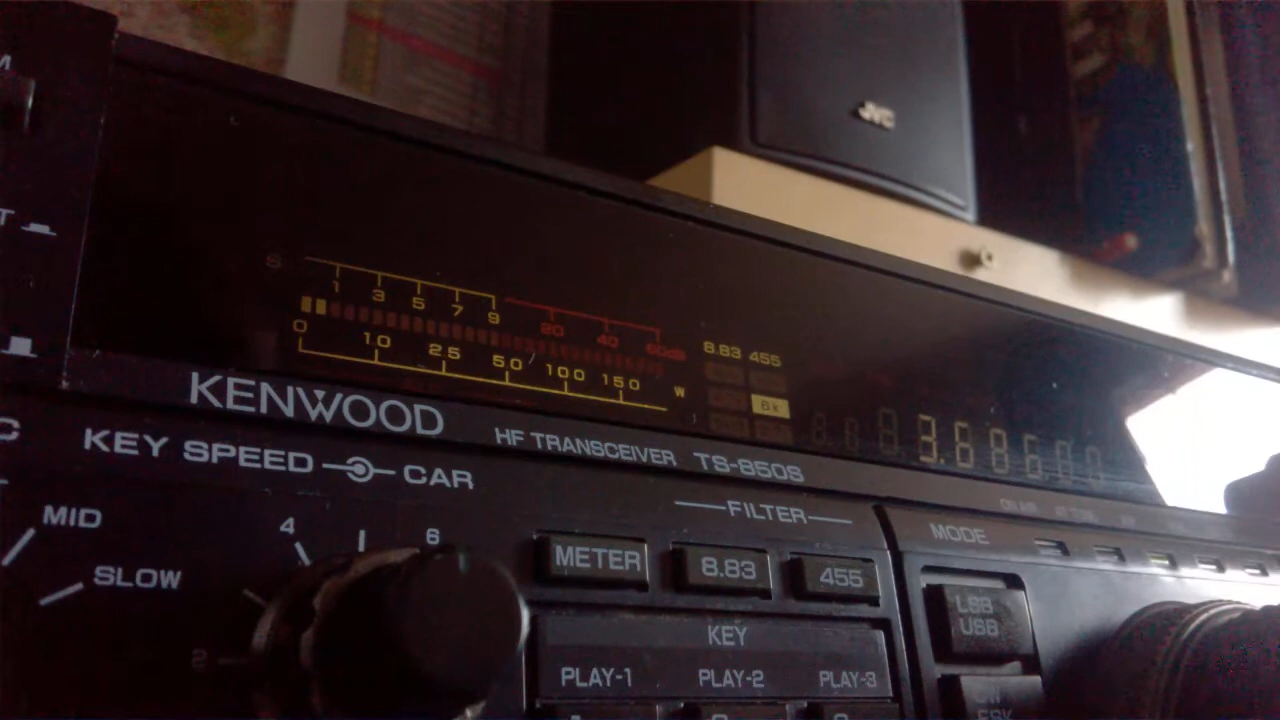 JVC
S
1 3 5 7 9 20 40 60dB
0 10 25 50 100 150 W
8.83 455
6k
KENWOOD
HF TRANSCEIVER TS-850S
KEY SPEED CAR
MID
SLOW
4 6
2
FILTER
METER 8.83 455
KEY
PLAY-1 PLAY-2 PLAY-3
MODE
LSB
USB